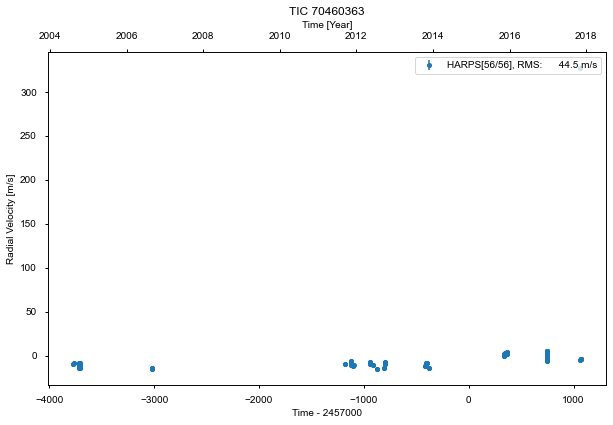 TIC 70460363
Time [Year]
2004 2006 2008 2010 2012 2014 2016 2018
HARPS[56/56], RMS: 44.5 m/s
Radial Velocity [m/s]
300
250
200
150
100
50
0
−4000 −3000 −2000 −1000 0 1000
Time - 2457000